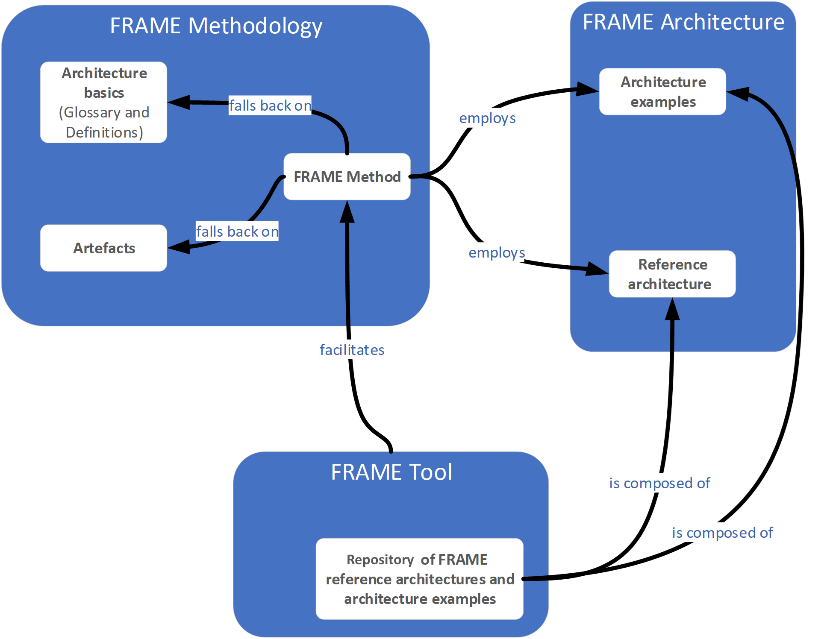 FRAME Methodology
Architecture
basics
(Glossary and
Definitions)
falls back on
FRAME Method
falls back on
Artefacts
employs
employs
FRAME Architecture
Architecture
examples
Reference
architecture
facilitates
FRAME Tool
Repository of FRAME
reference architectures and
architecture examples
is composed of
is composed of